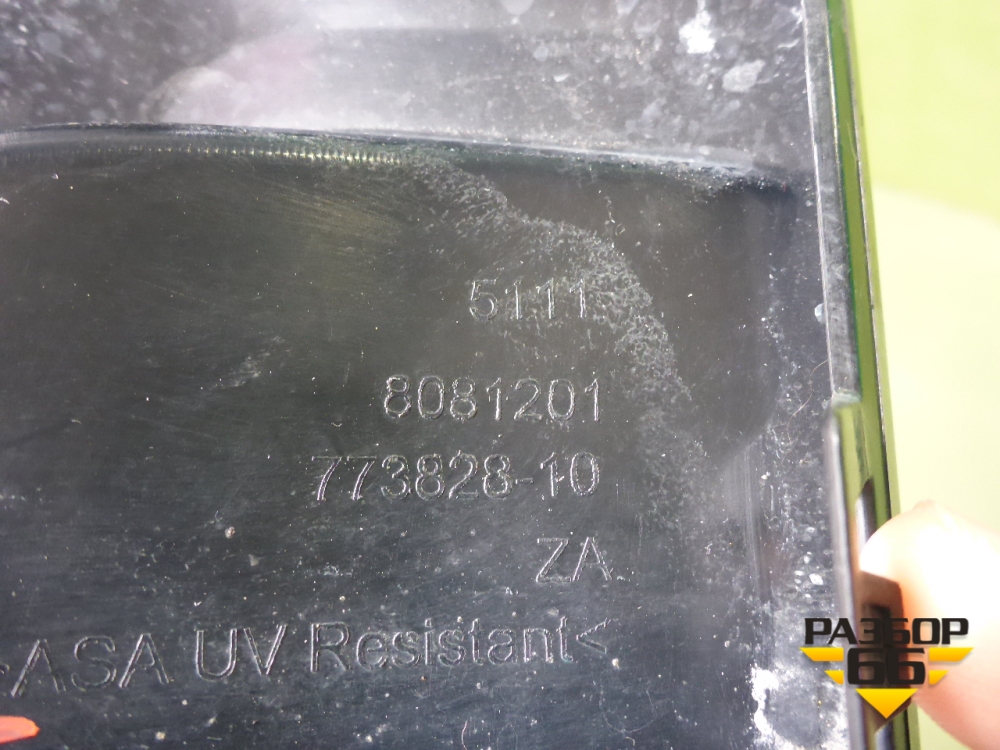 5111
8081201
773828-10
ZA
>ASA UV Resistant<
РАЗБОР
66